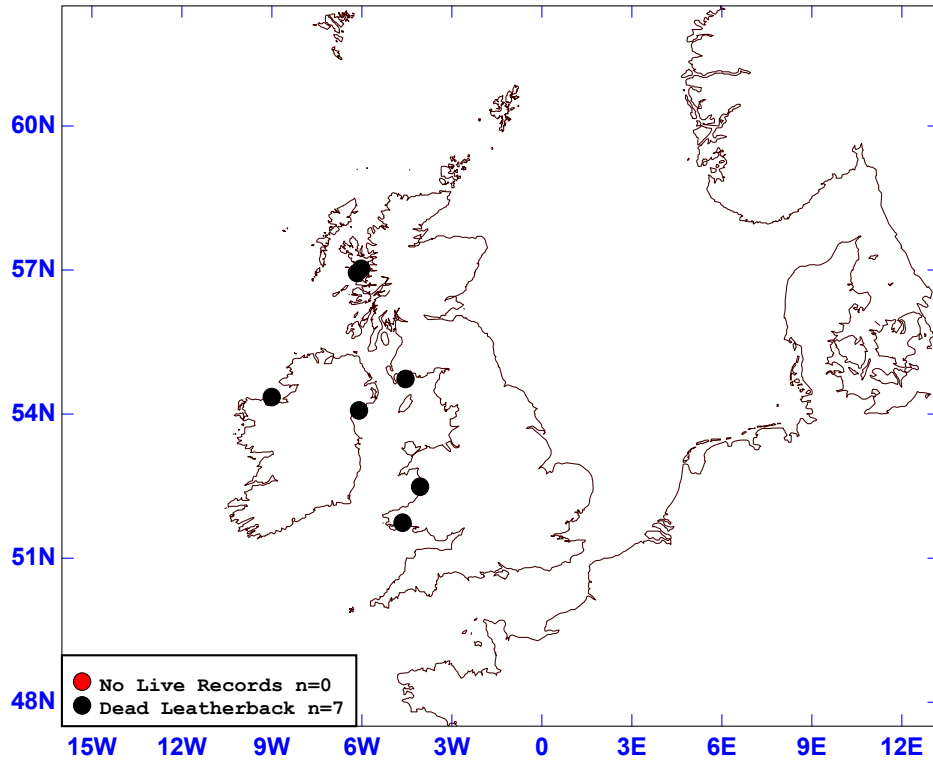 60N
57N
54N
51N
48N
No Live Records n=0
Dead Leatherback n=7
15W 12W 9W 6W 3W 0 3E 6E 9E 12E